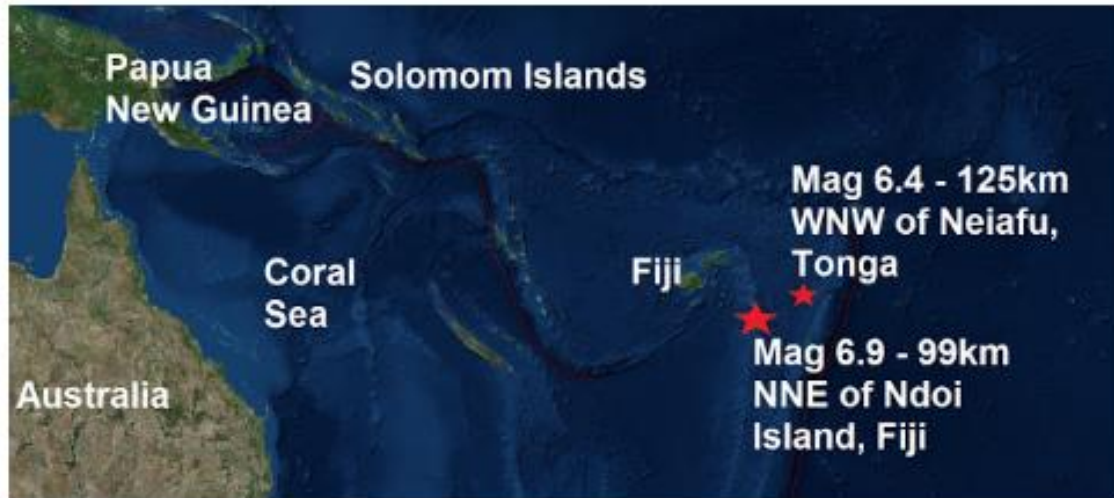 Papua
New Guinea
Solomom Islands
Mag 6.4 - 125km
WNW of Neiafu,
Tonga
Coral
Sea
Fiji
Mag 6.9 - 99km
NNE of Ndoi
Island, Fiji
Australia